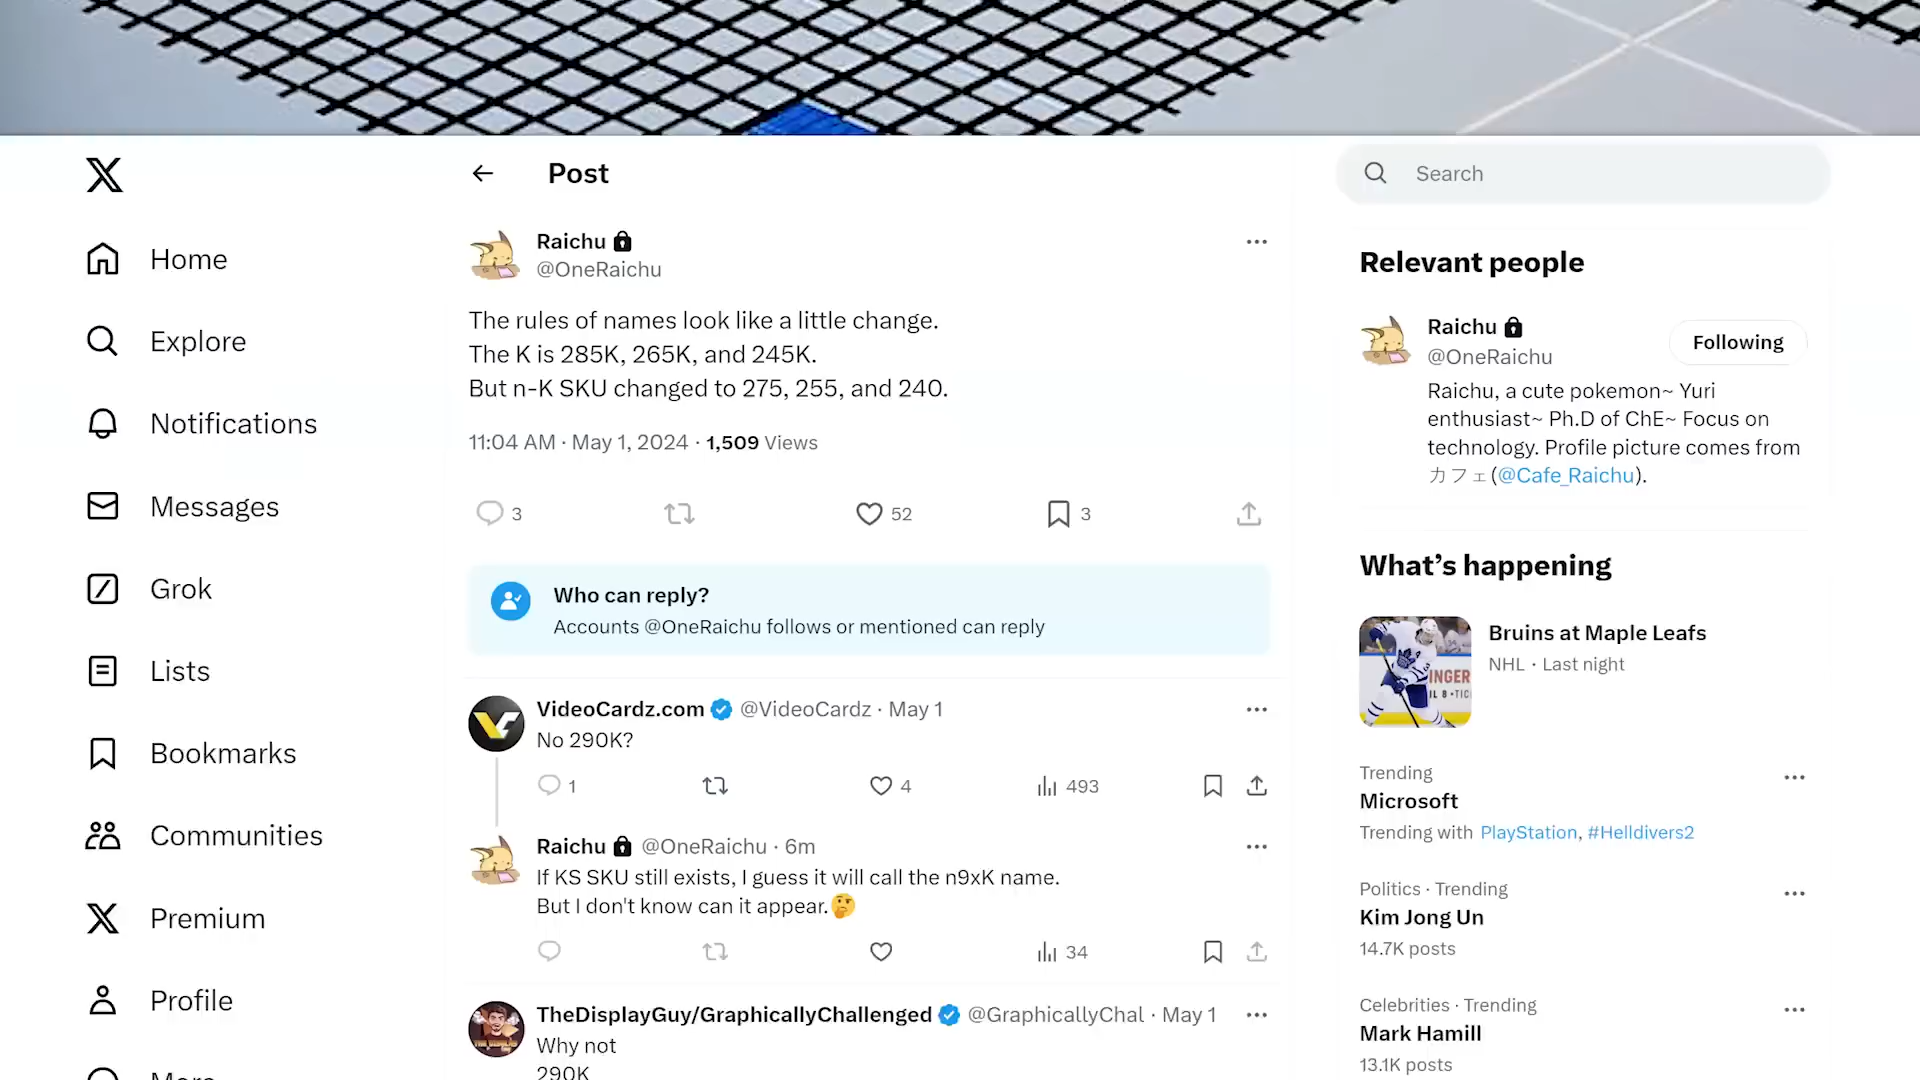 Post
Search
Home
Explore
Notifications
Messages
Grok
Lists
Bookmarks
Communities
Premium
Profile
Raichu
@OneRaichu
The rules of names look like a little change.
The K is 285K, 265K, and 245K.
But n-K SKU changed to 275, 255, and 240.
11:04 AM · May 1, 2024 · 1,509 Views
3
52
3
Who can reply?
Accounts @OneRaichu follows or mentioned can reply
VideoCardz.com @VideoCardz · May 1
No 290K?
1
4
493
Raichu @OneRaichu · 6m
If KS SKU still exists, I guess it will call the n9xK name.
But I don't know can it appear.🤔
34
TheDisplayGuy/GraphicallyChallenged @GraphicallyChal · May 1
Why not
290K
Relevant people
Raichu
@OneRaichu
Following
Raichu, a cute pokemon~ Yuri
enthusiast~ Ph.D of ChE~ Focus on
technology. Profile picture comes from
カフェ(@Cafe_Raichu).
What's happening
Bruins at Maple Leafs
NHL · Last night
Trending
Microsoft
Trending with PlayStation, #Helldivers2
Politics · Trending
Kim Jong Un
14.7K posts
Celebrities · Trending
Mark Hamill
13.1K posts